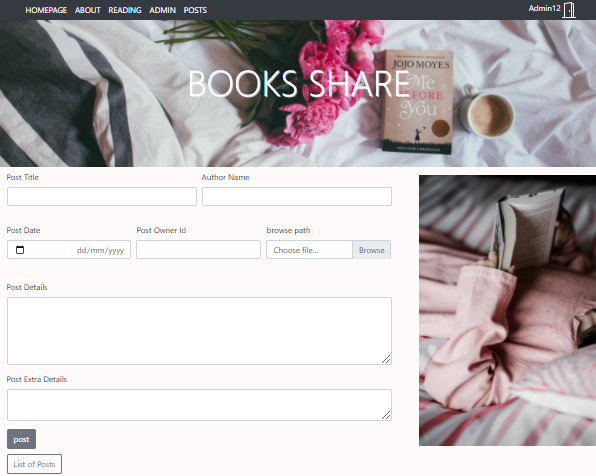 HOMEPAGE ABOUT READING ADMIN POSTS Admin12
BOOKS SHARE
JOJO MOYES
Me
BEFORE
You
Post Title Author Name
Post Date Post Owner Id browse path
dd/mm/yyyy Choose file... Browse
Post Details
Post Extra Details
post
List of Posts